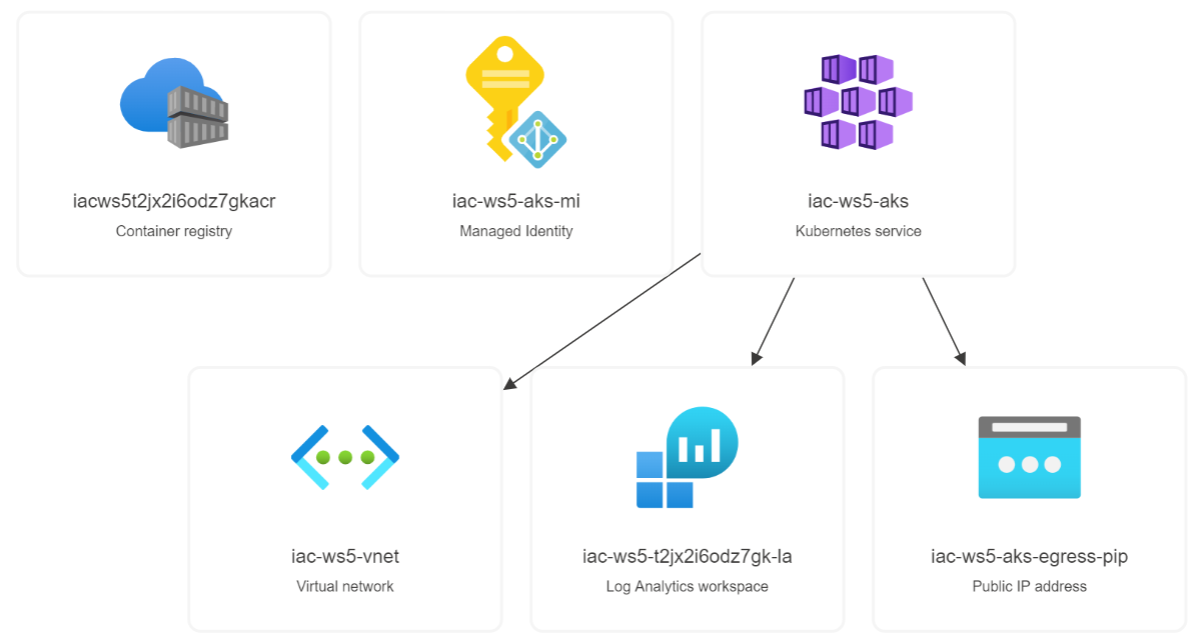 iacws5t2jx2i6odz7gkacr
Container registry
iac-ws5-aks-mi
Managed Identity
iac-ws5-aks
Kubernetes service
iac-ws5-vnet
Virtual network
iac-ws5-t2jx2i6odz7gk-la
Log Analytics workspace
iac-ws5-aks-egress-pip
Public IP address